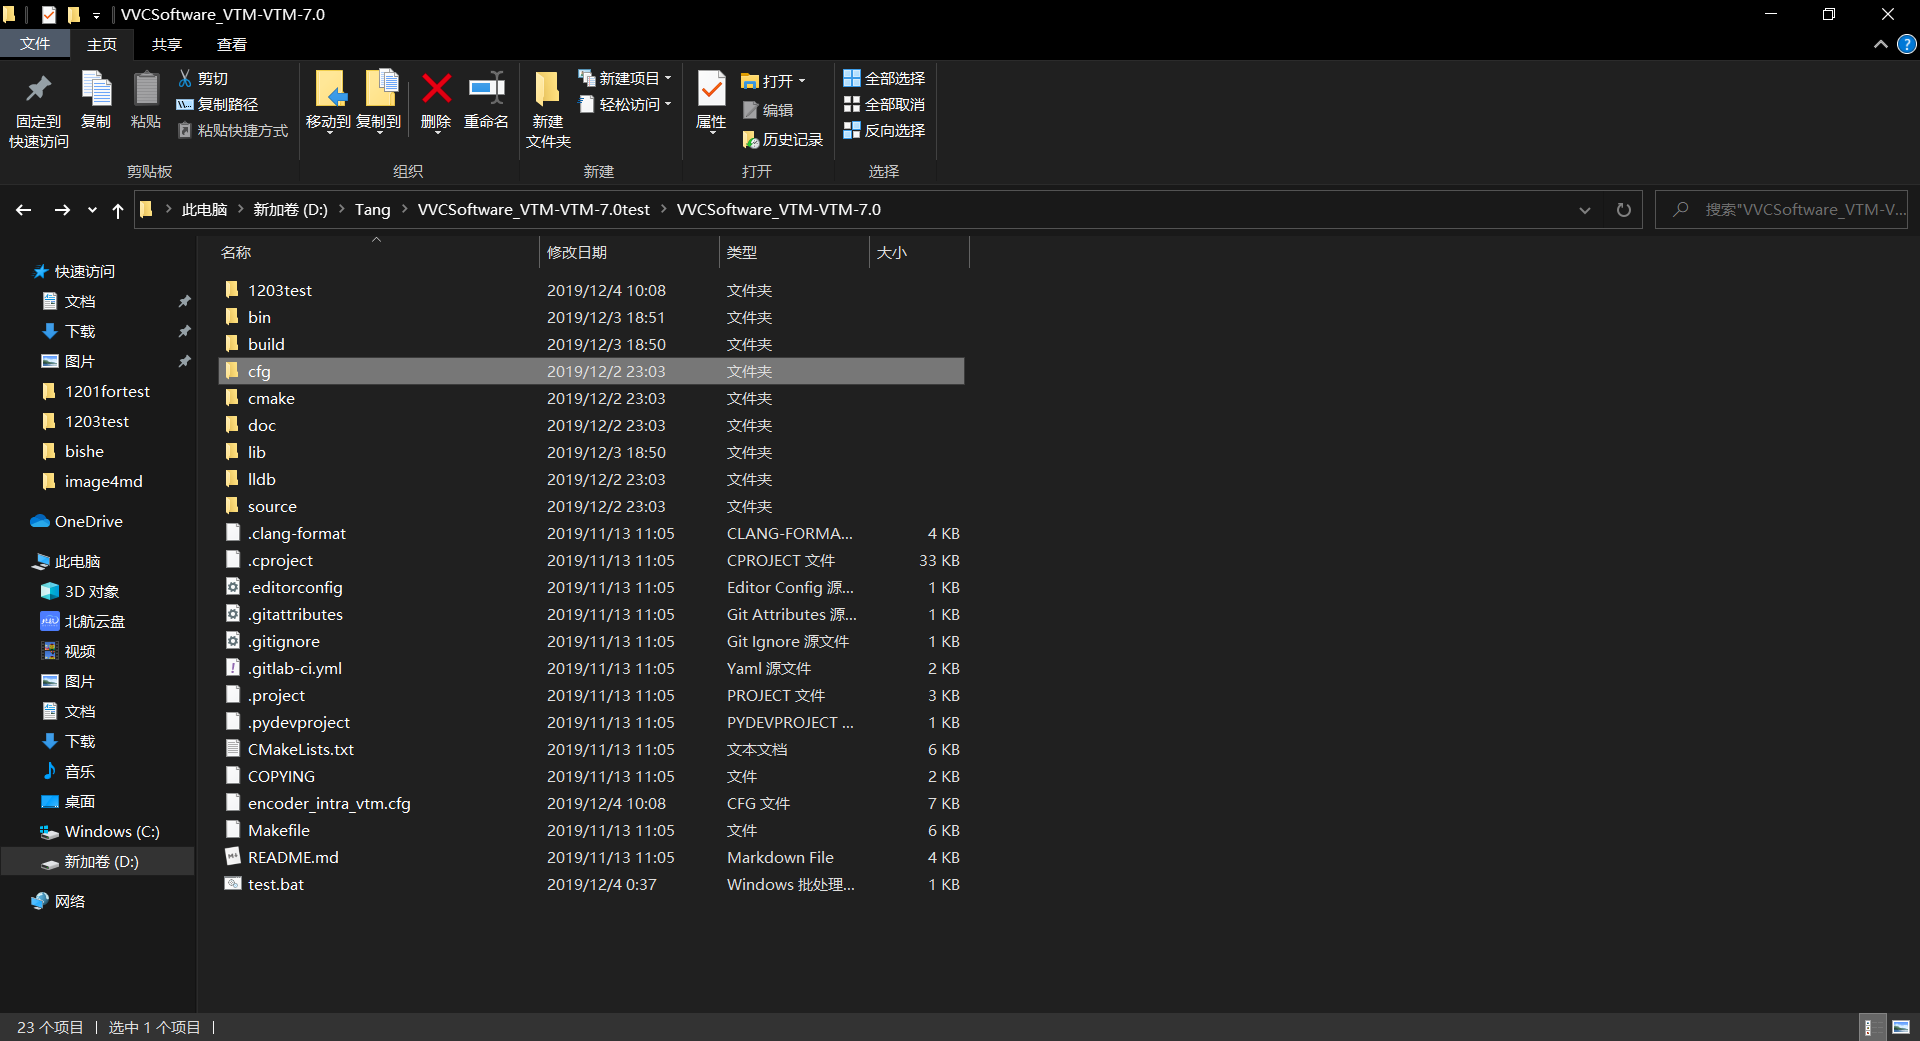 VVCSoftware_VTM-VTM-7.0
文件 主页 共享 查看
固定到快速访问
复制
粘贴
剪切
复制路径
粘贴快捷方式
剪贴板
移动到
复制到
删除
重命名
组织
新建文件夹
新建项目
轻松访问
新建
属性
打开
编辑
历史记录
打开
全部选择
全部取消
反向选择
选择
此电脑 新加卷 (D:) Tang VVCSoftware_VTM-VTM-7.0test VVCSoftware_VTM-VTM-7.0
搜索"VVCSoftware_VTM-V...
快速访问
文档
下载
图片
1201fortest
1203test
bishe
image4md
OneDrive
此电脑
3D 对象
北航云盘
视频
图片
文档
下载
音乐
桌面
Windows (C:)
新加卷 (D:)
网络
名称 修改日期 类型 大小
1203test 2019/12/4 10:08 文件夹
bin 2019/12/3 18:51 文件夹
build 2019/12/3 18:50 文件夹
cfg 2019/12/2 23:03 文件夹
cmake 2019/12/2 23:03 文件夹
doc 2019/12/2 23:03 文件夹
lib 2019/12/3 18:50 文件夹
lldb 2019/12/2 23:03 文件夹
source 2019/12/2 23:03 文件夹
.clang-format 2019/11/13 11:05 CLANG-FORMA... 4 KB
.cproject 2019/11/13 11:05 CPROJECT 文件 33 KB
.editorconfig 2019/11/13 11:05 Editor Config 源... 1 KB
.gitattributes 2019/11/13 11:05 Git Attributes 源... 1 KB
.gitignore 2019/11/13 11:05 Git Ignore 源文件 1 KB
.gitlab-ci.yml 2019/11/13 11:05 Yaml 源文件 2 KB
.project 2019/11/13 11:05 PROJECT 文件 3 KB
.pydevproject 2019/11/13 11:05 PYDEVPROJECT ... 1 KB
CMakeLists.txt 2019/11/13 11:05 文本文档 6 KB
COPYING 2019/11/13 11:05 文件 2 KB
encoder_intra_vtm.cfg 2019/12/4 10:08 CFG 文件 7 KB
Makefile 2019/11/13 11:05 文件 6 KB
README.md 2019/11/13 11:05 Markdown File 4 KB
test.bat 2019/12/4 0:37 Windows 批处理... 1 KB
23 个项目 选中 1 个项目